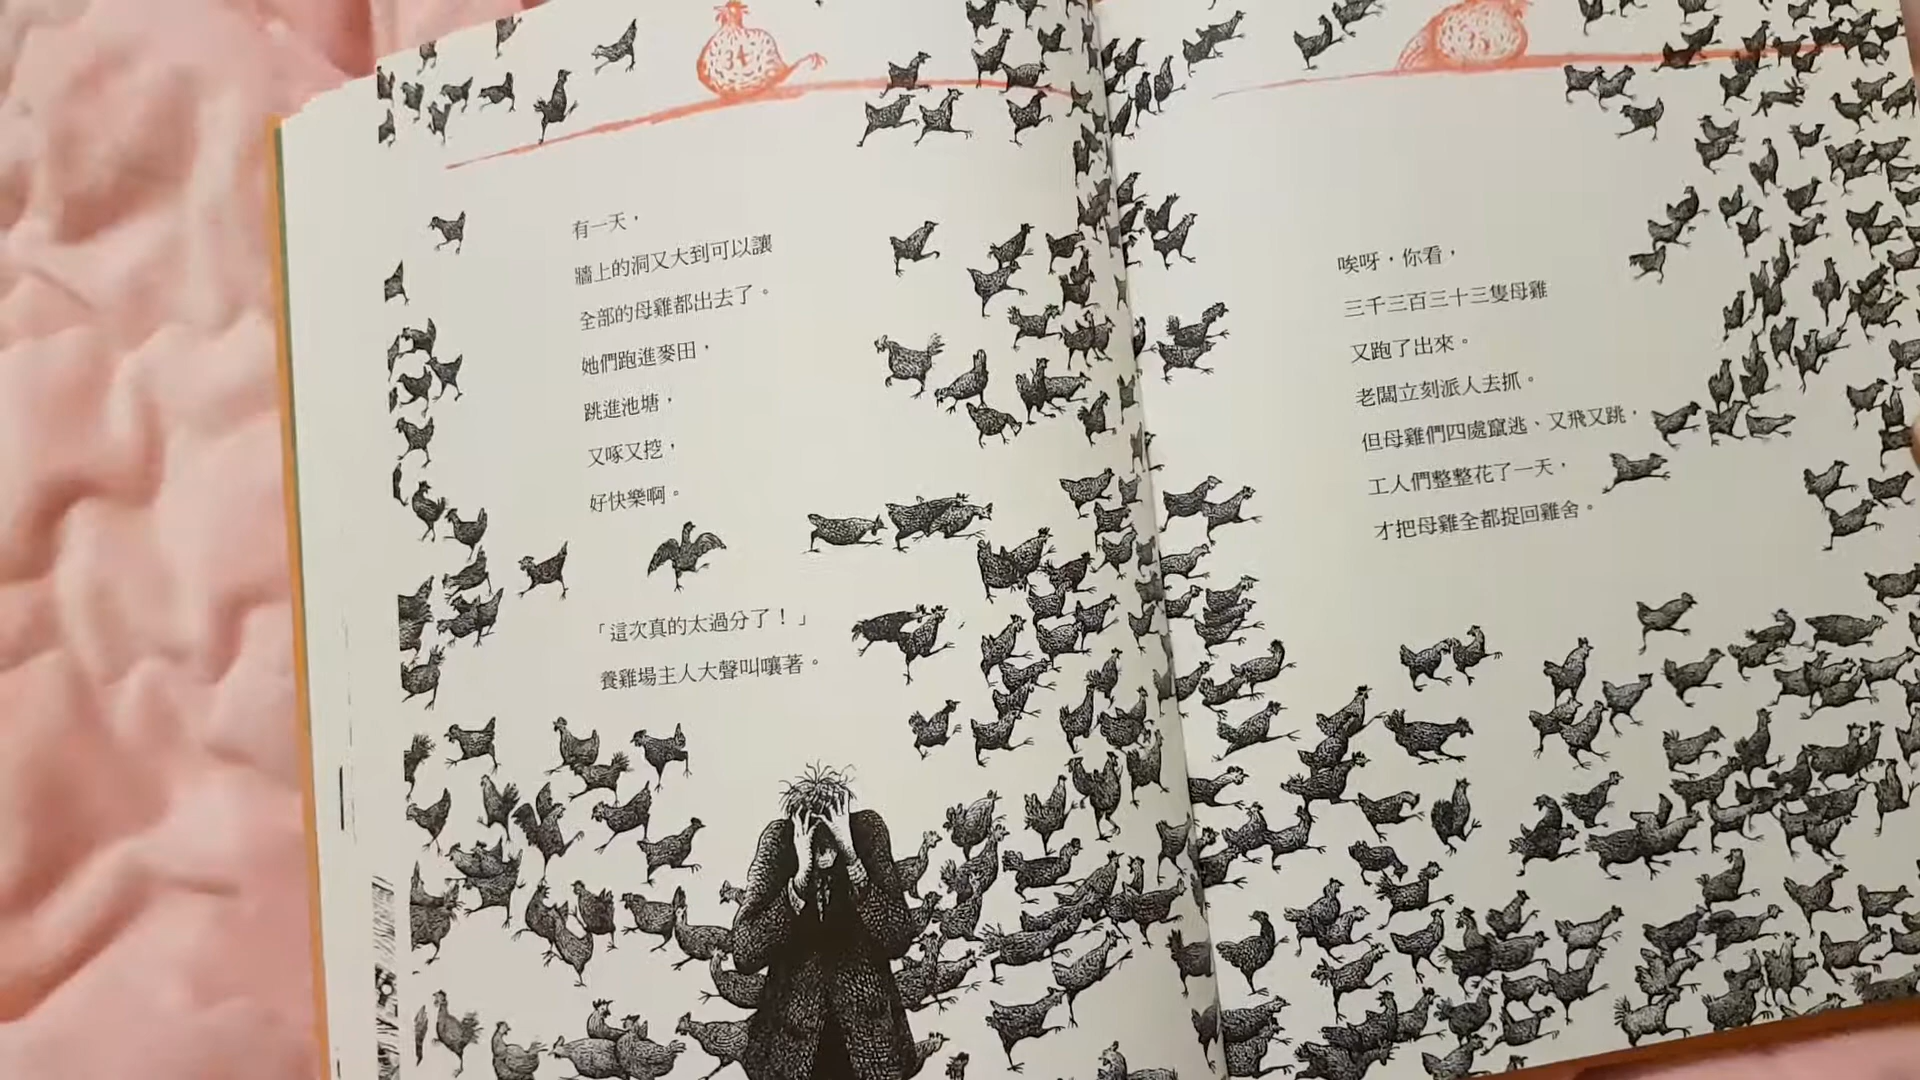 34
有一天，
牆上的洞又大到可以讓
全部的母雞都出去了。
她們跑進麥田，
跳進池塘，
又啄又挖，
好快樂啊。
「這次真的太過分了！」
養雞場主人大聲叫嚷著。
35
唉呀，你看，
三千三百三十三隻母雞
又跑了出來。
老闆立刻派人去抓。
但母雞們四處竄逃、又飛又跳，
工人們整整花了一天，
才把母雞全都捉回雞舍。